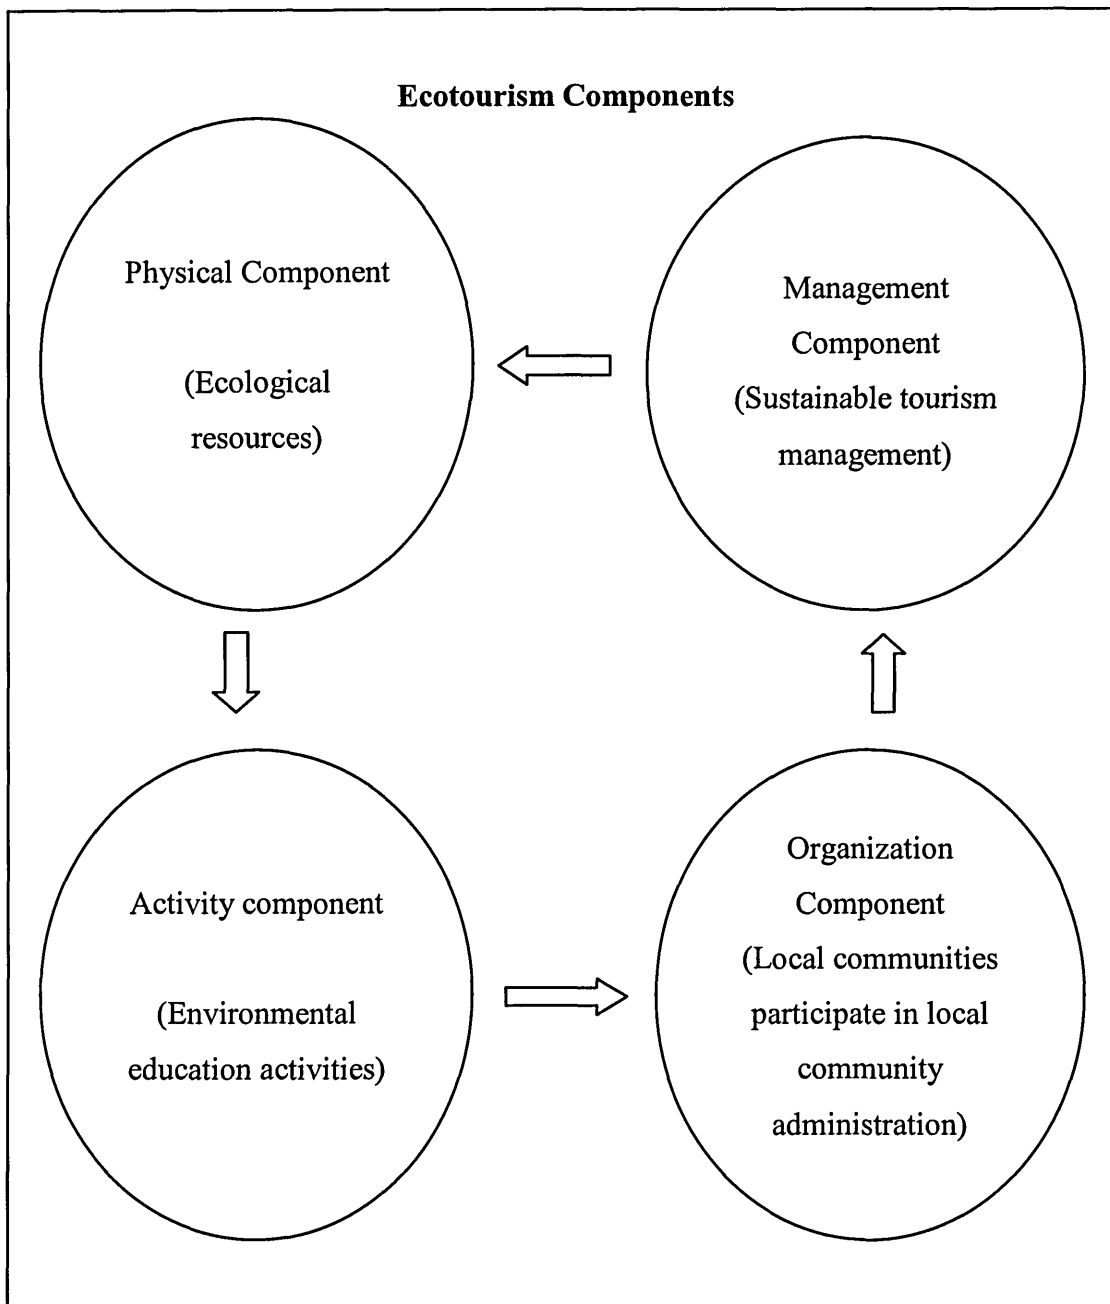 Ecotourism Components
Physical Component
(Ecological
resources)
Management
Component
(Sustainable tourism
management)
Activity component
(Environmental
education activities)
Organization
Component
(Local communities
participate in local
community
administration)